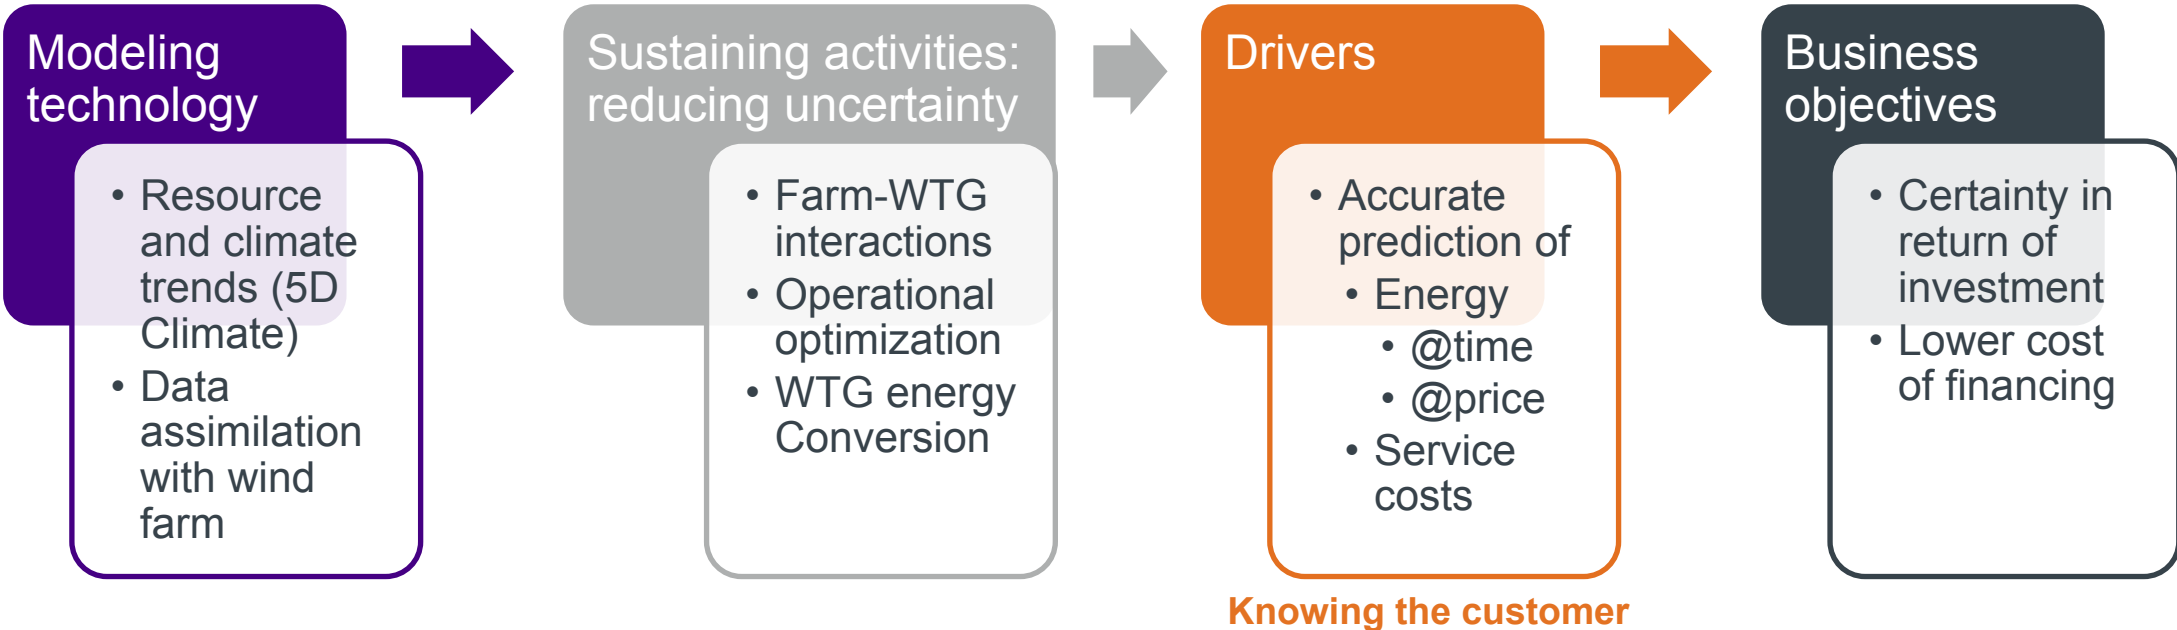 Modeling
technology
• Resource
and climate
trends (5D
Climate)
• Data
assimilation
with wind
farm
Sustaining activities:
reducing uncertainty
• Farm-WTG
interactions
• Operational
optimization
• WTG energy
Conversion
Drivers
• Accurate
prediction of
• Energy
• @time
• @price
• Service
costs
Knowing the customer
Business
objectives
• Certainty in
return of
investment
• Lower cost
of financing